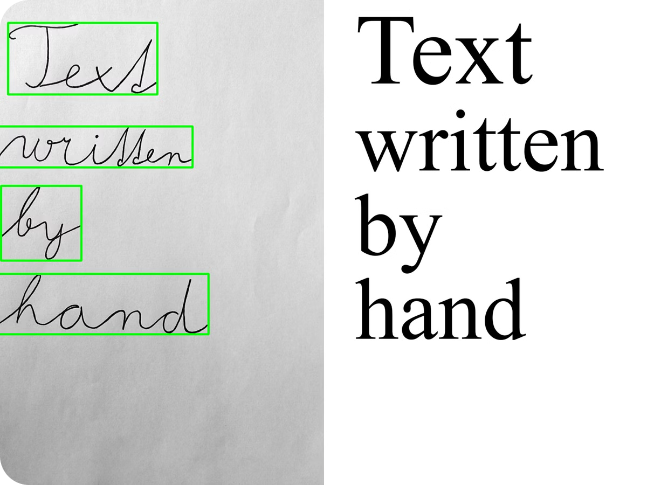 Text
written
by
hand
Text
written
by
hand